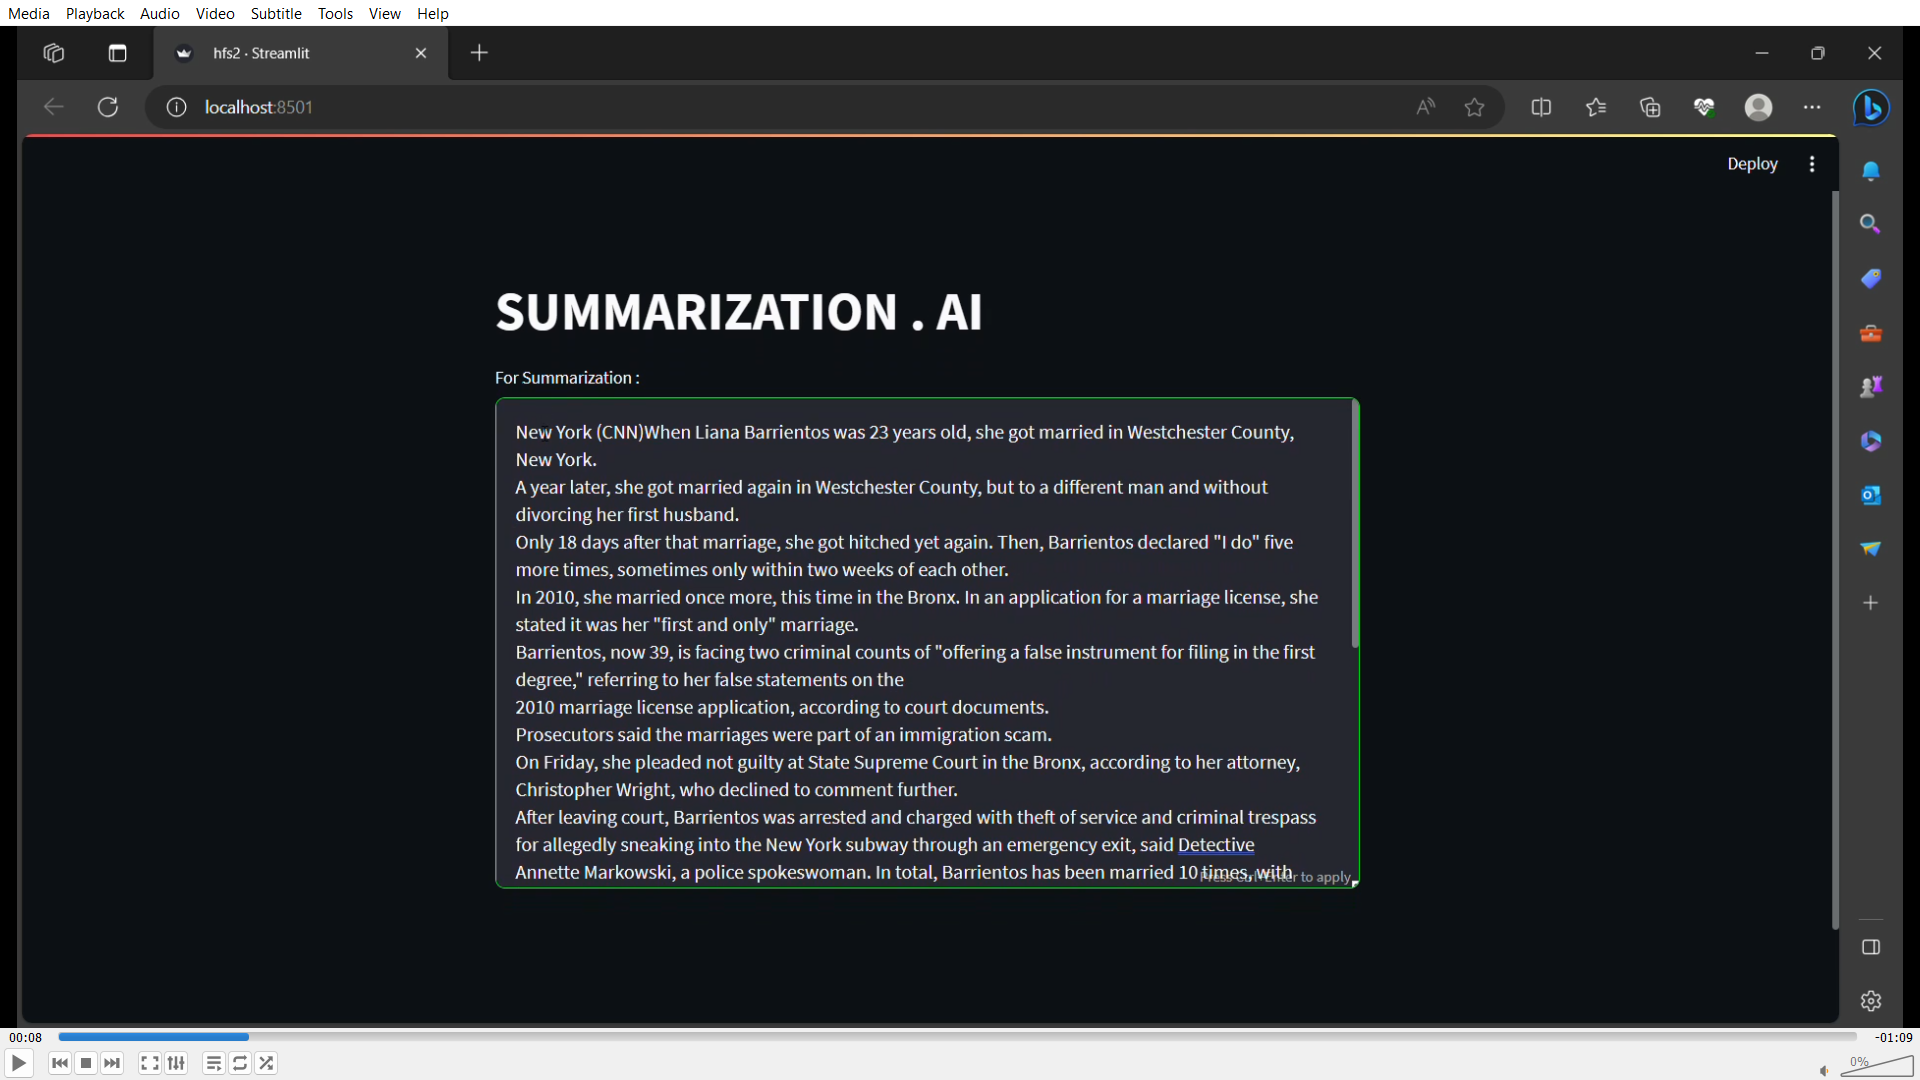 Media Playback Audio Video Subtitle Tools View Help
hfs2 · Streamlit
localhost:8501
Deploy
SUMMARIZATION . AI
For Summarization :
New York (CNN)When Liana Barrientos was 23 years old, she got married in Westchester County,
New York.
A year later, she got married again in Westchester County, but to a different man and without
divorcing her first husband.
Only 18 days after that marriage, she got hitched yet again. Then, Barrientos declared "I do" five
more times, sometimes only within two weeks of each other.
In 2010, she married once more, this time in the Bronx. In an application for a marriage license, she
stated it was her "first and only" marriage.
Barrientos, now 39, is facing two criminal counts of "offering a false instrument for filing in the first
degree," referring to her false statements on the
2010 marriage license application, according to court documents.
Prosecutors said the marriages were part of an immigration scam.
On Friday, she pleaded not guilty at State Supreme Court in the Bronx, according to her attorney,
Christopher Wright, who declined to comment further.
After leaving court, Barrientos was arrested and charged with theft of service and criminal trespass
for allegedly sneaking into the New York subway through an emergency exit, said Detective
Annette Markowski, a police spokeswoman. In total, Barrientos has been married 10 times, with
Press Ctrl+Enter to apply
00:08
-01:09
0%